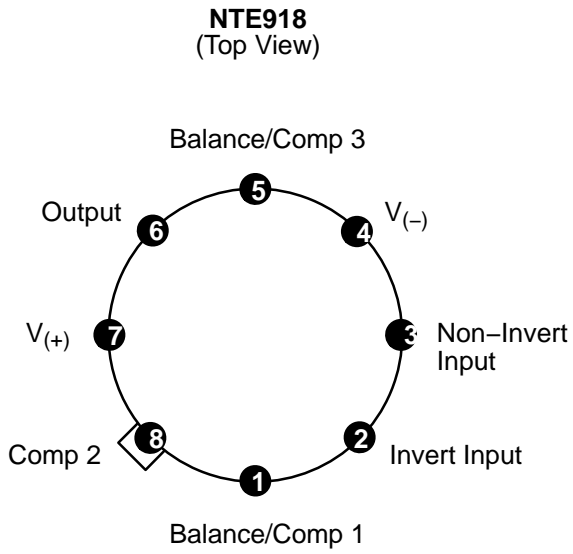 NTE918
(Top View)
Balance/Comp 3
5
Output
6
4
V(−)
V(+)
7
3
Non−Invert
Input
Comp 2
8
2
Invert Input
1
Balance/Comp 1